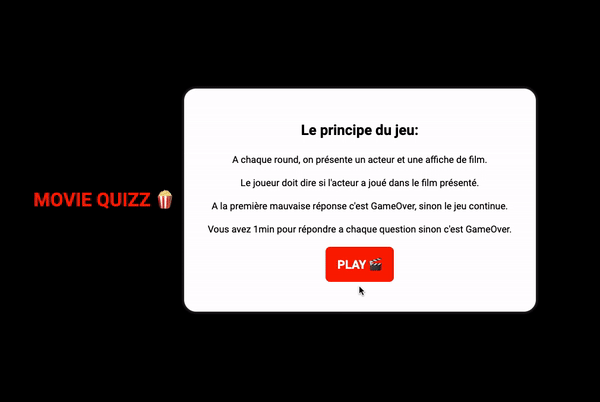 MOVIE QUIZZ 🍿
Le principe du jeu:
A chaque round, on présente un acteur et une affiche de film.
Le joueur doit dire si l'acteur a joué dans le film présenté.
A la première mauvaise réponse c'est GameOver, sinon le jeu continue.
Vous avez 1min pour répondre a chaque question sinon c'est GameOver.
PLAY 🎬